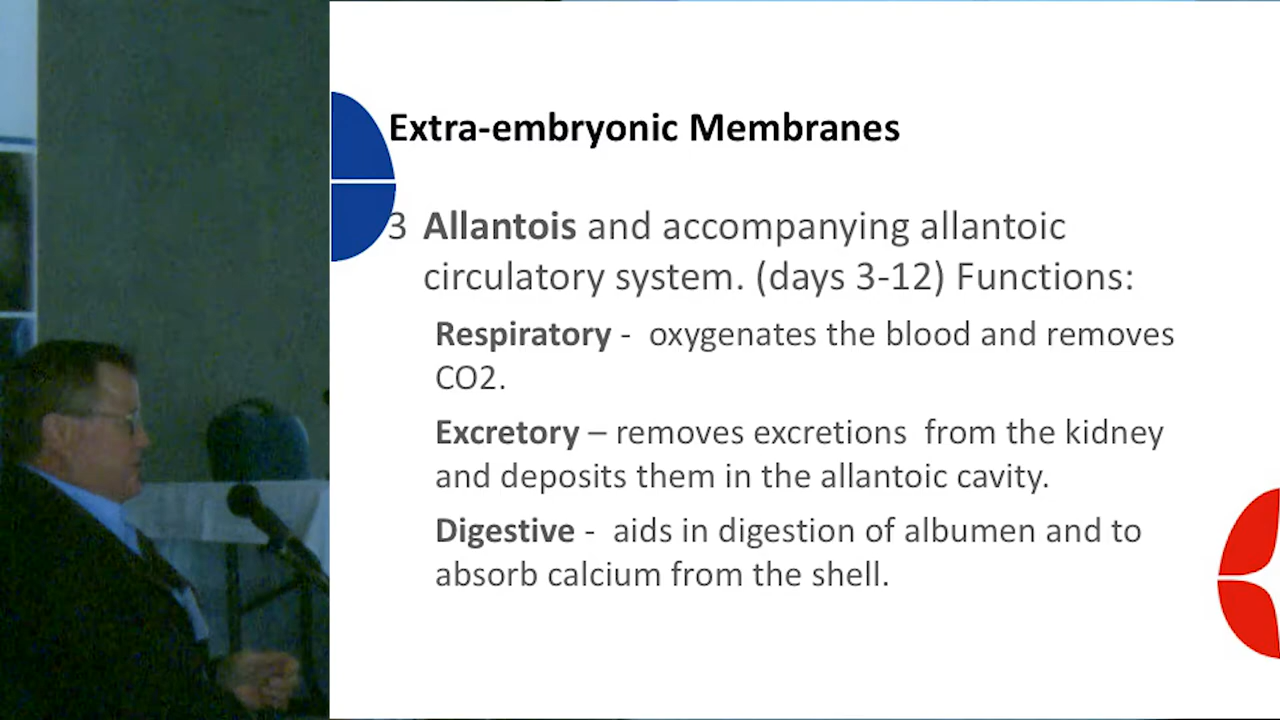 Extra-embryonic Membranes
3 Allantois and accompanying allantoic
circulatory system. (days 3-12) Functions:
Respiratory - oxygenates the blood and removes
CO2.
Excretory – removes excretions from the kidney
and deposits them in the allantoic cavity.
Digestive - aids in digestion of albumen and to
absorb calcium from the shell.